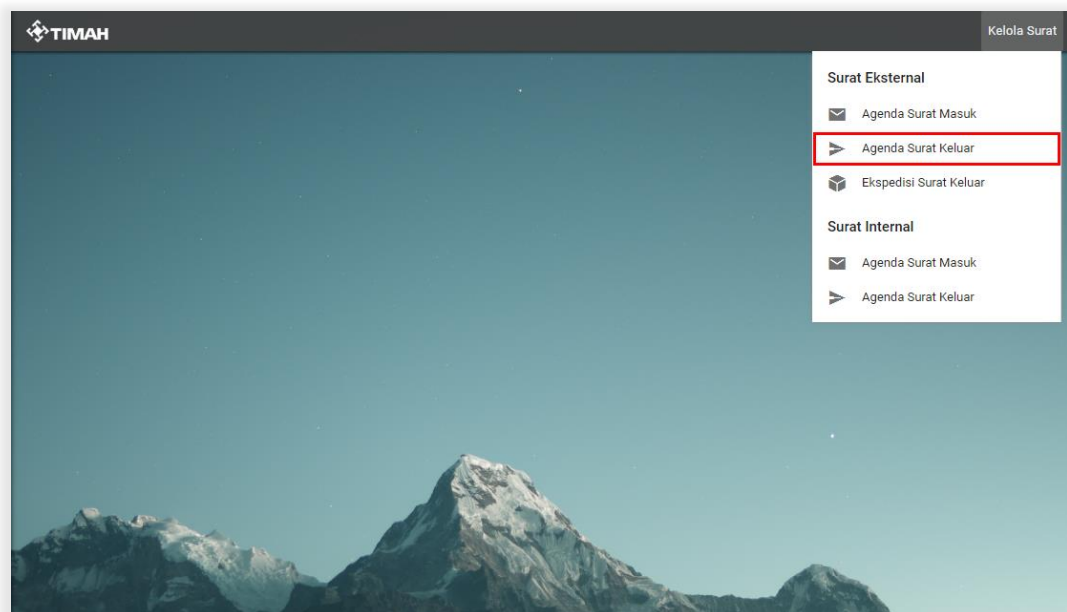 TIMAH
Kelola Surat
Surat Eksternal
Agenda Surat Masuk
Agenda Surat Keluar
Ekspedisi Surat Keluar
Surat Internal
Agenda Surat Masuk
Agenda Surat Keluar